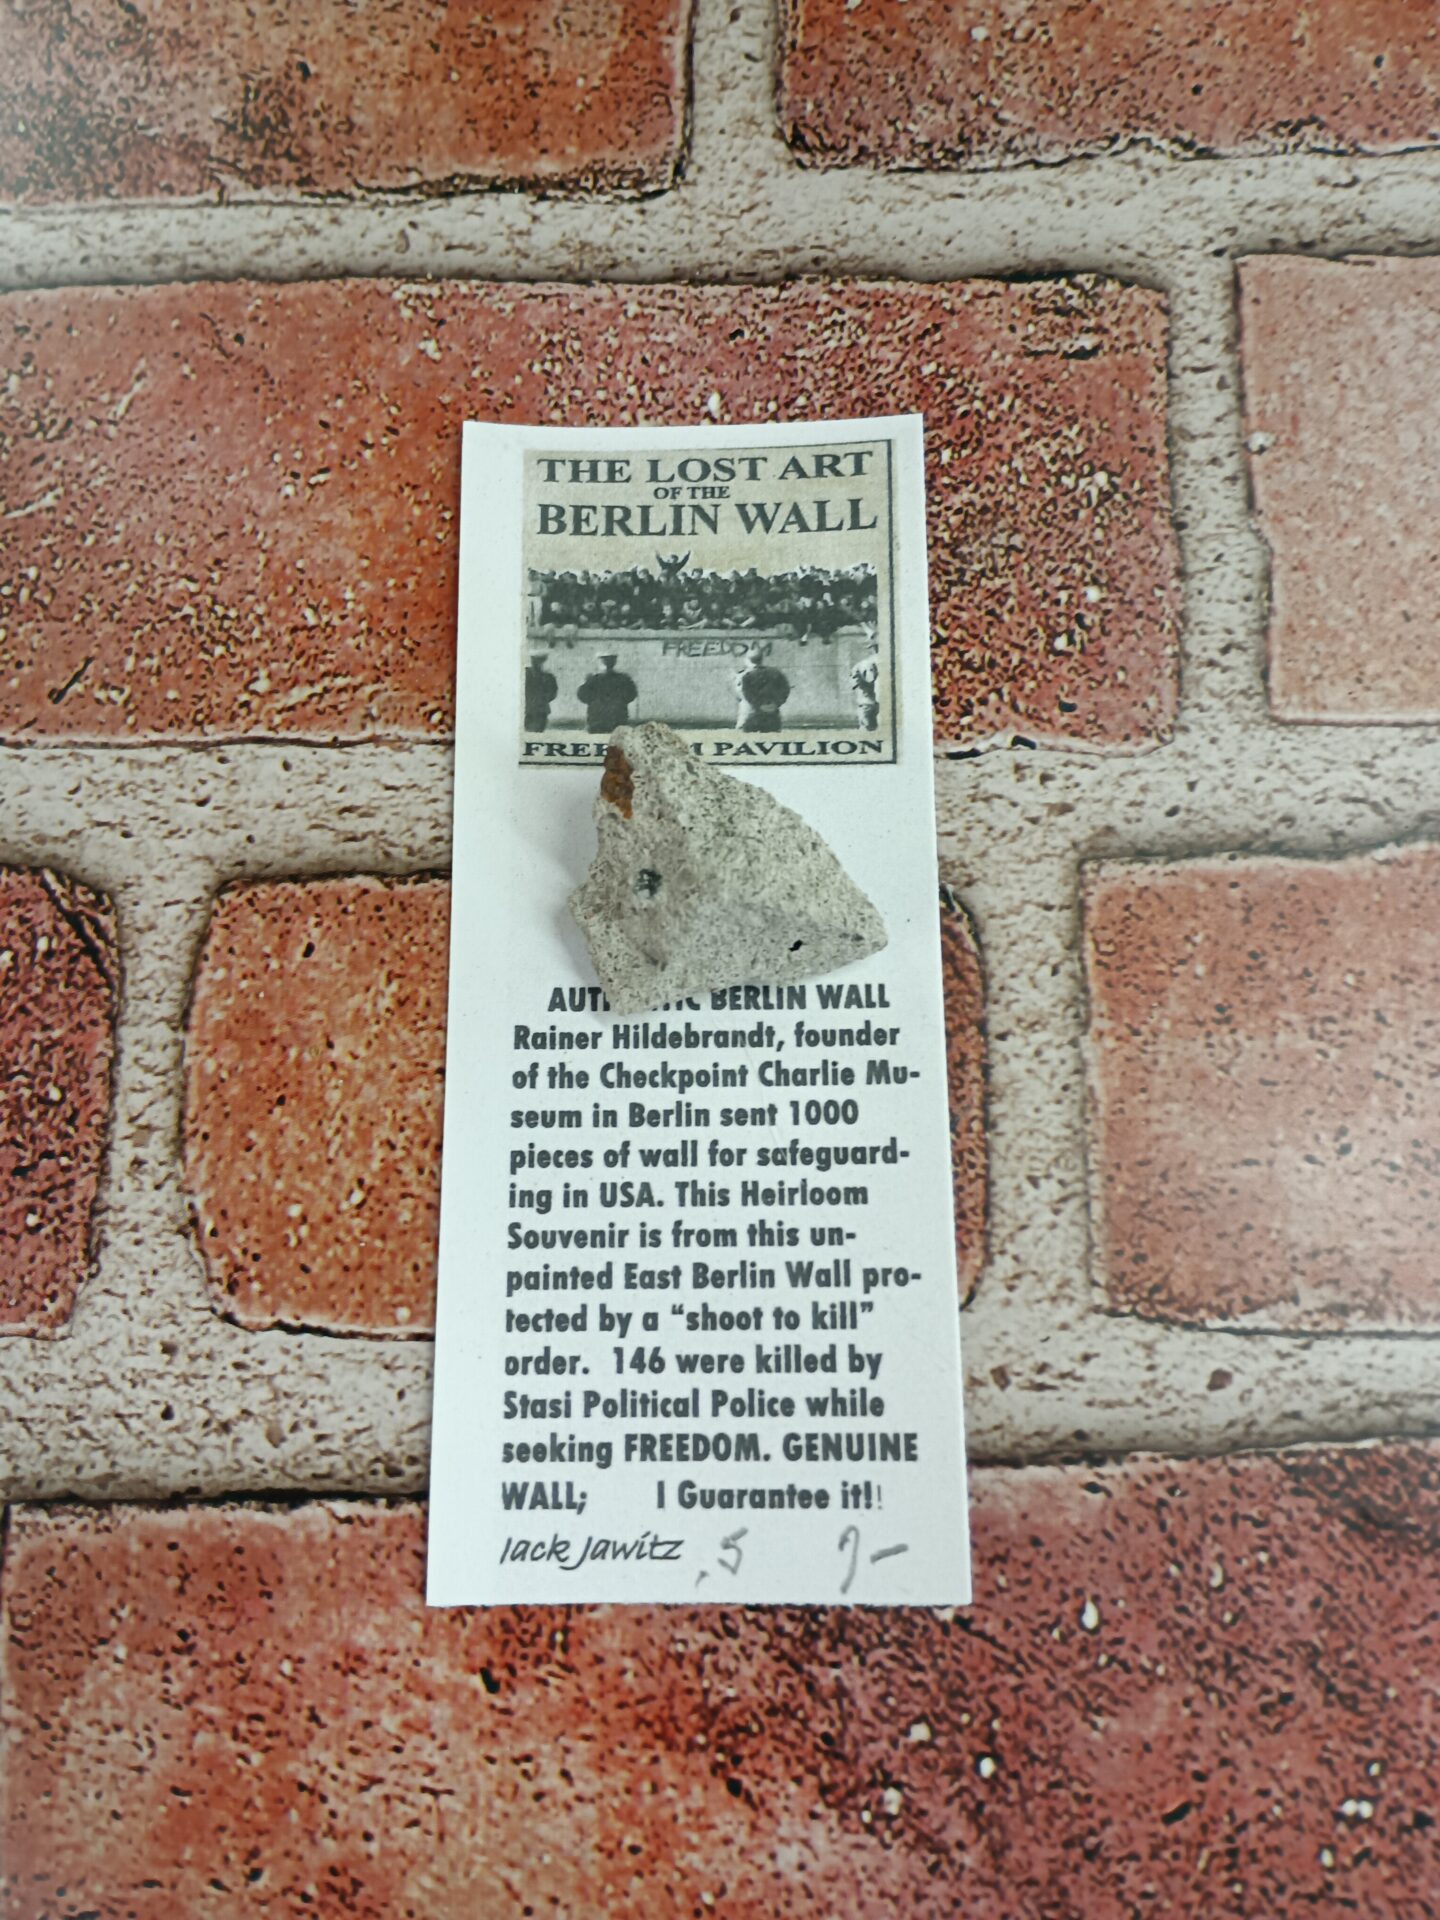 THE LOST ART
OF THE
BERLIN WALL
FREEDOM
PAVILION
BERLIN WALL
Rainer Hildebrandt, founder
of the Checkpoint Charlie Mu-
seum in Berlin sent 1000
pieces of wall for safeguard-
ing in USA. This Heirloom
Souvenir is from this un-
painted East Berlin Wall pro-
tected by a “shoot to kill”
order. 146 were killed by
Stasi Political Police while
seeking FREEDOM. GENUINE
WALL; I Guarantee it!!
Jack Jawitz .5 7-